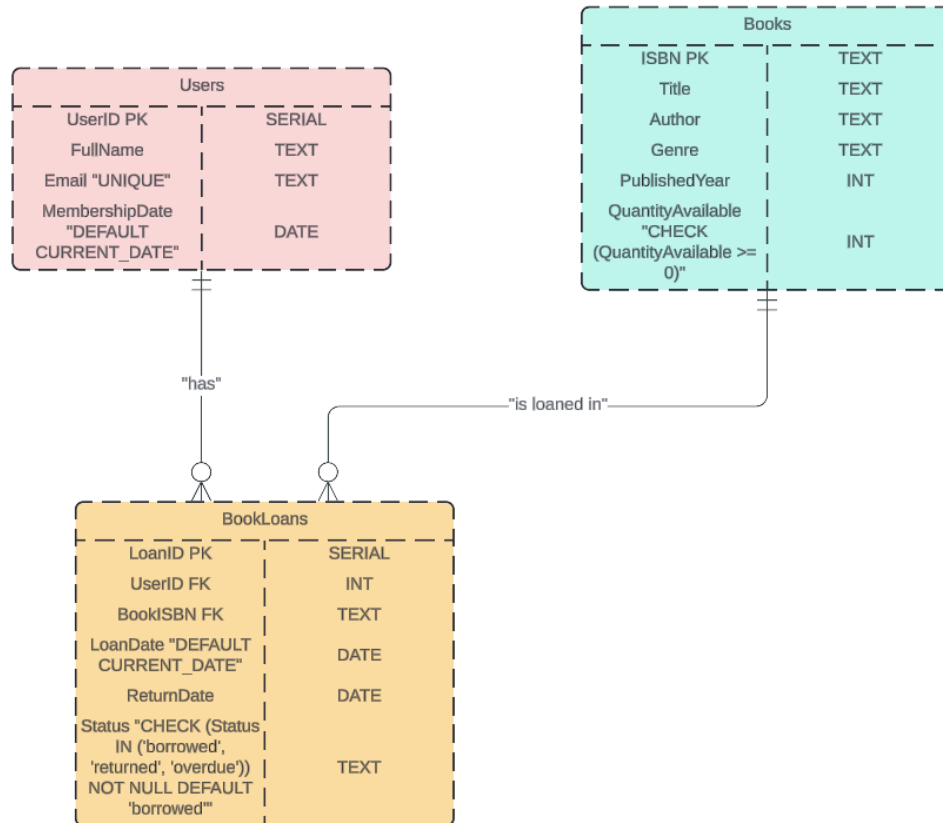 Books
ISBN PK
TEXT
Title
TEXT
Author
TEXT
Genre
TEXT
PublishedYear
INT
QuantityAvailable
"CHECK
(QuantityAvailable >=
0)"
INT
Users
UserID PK
SERIAL
FullName
TEXT
Email "UNIQUE"
TEXT
MembershipDate
"DEFAULT
CURRENT_DATE"
DATE
"has"
"is loaned in"
BookLoans
LoanID PK
SERIAL
UserID FK
INT
BookISBN FK
TEXT
LoanDate "DEFAULT
CURRENT_DATE"
DATE
ReturnDate
DATE
Status "CHECK (Status
IN ('borrowed',
'returned', 'overdue'))
NOT NULL DEFAULT
'borrowed'"
TEXT